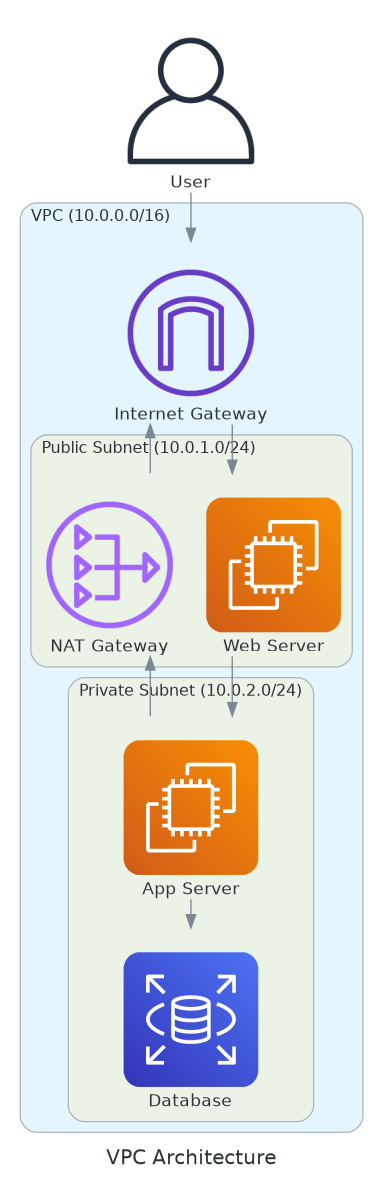 User
VPC (10.0.0.0/16)
Internet Gateway
Public Subnet (10.0.1.0/24)
NAT Gateway
Web Server
Private Subnet (10.0.2.0/24)
App Server
Database
VPC Architecture